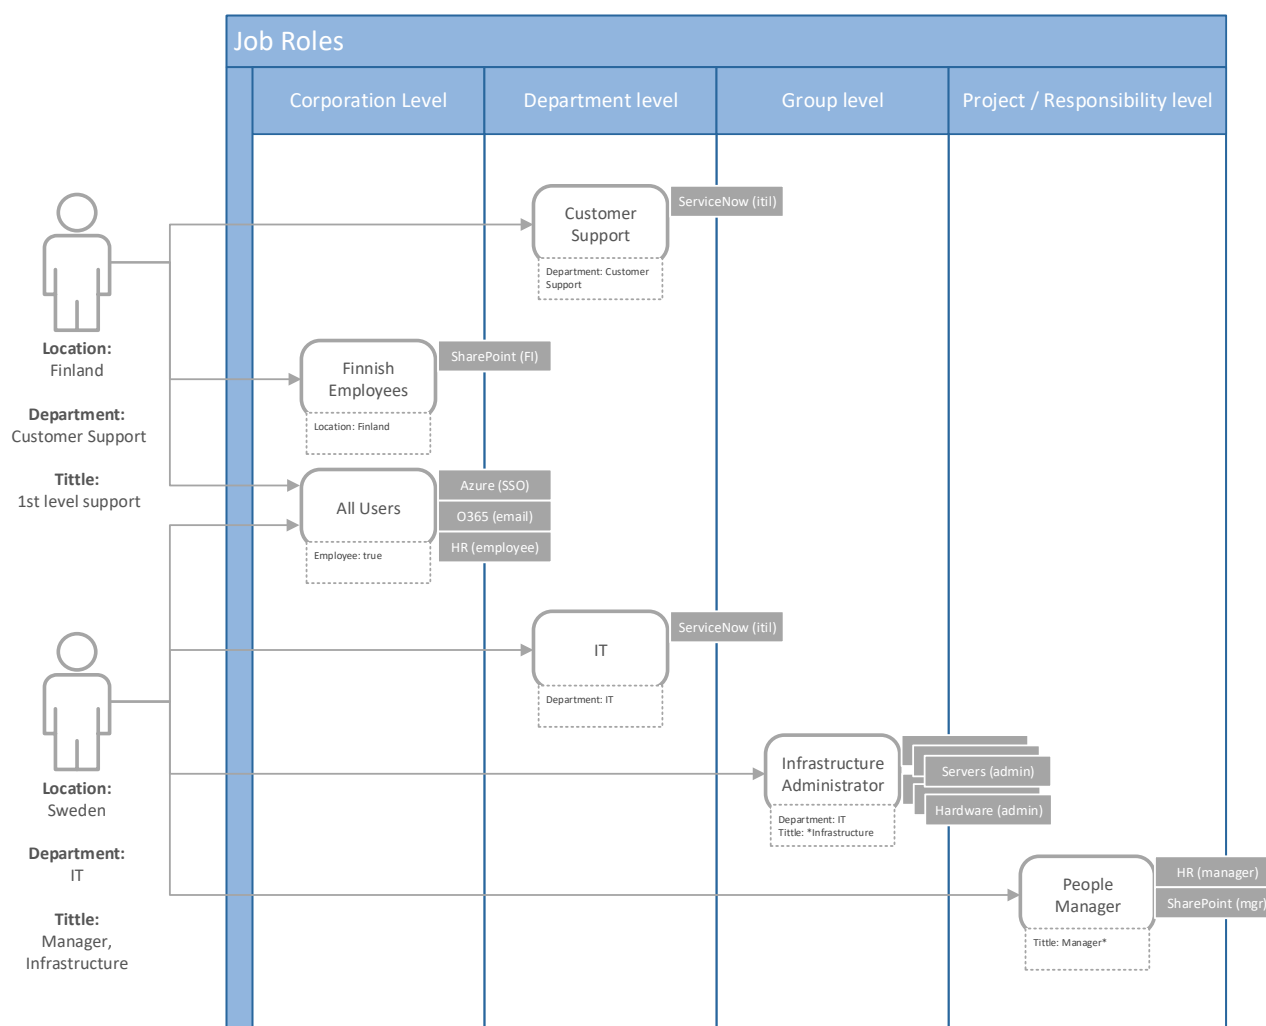 Job Roles
Corporation Level
Department level
Group level
Project / Responsibility level
Customer
Support
ServiceNow (itil)
Department: Customer
Support
Location:
Finland
Department:
Customer Support
Tittle:
1st level support
Finnish
Employees
SharePoint (FI)
Location: Finland
All Users
Azure (SSO)
O365 (email)
HR (employee)
Employee: true
IT
ServiceNow (itil)
Department: IT
Location:
Sweden
Department:
IT
Tittle:
Manager,
Infrastructure
Infrastructure
Administrator
Servers (admin)
Hardware (admin)
Department: IT
Tittle: *Infrastructure
People
Manager
HR (manager)
SharePoint (mgr)
Tittle: Manager*